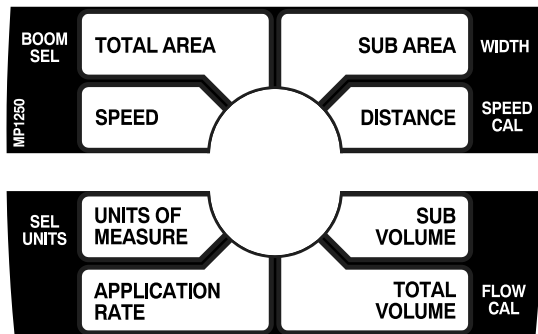 BOOM
SEL
TOTAL AREA
SUB AREA
WIDTH
MP1250
SPEED
DISTANCE
SPEED
CAL
SEL
UNITS
UNITS OF
MEASURE
SUB
VOLUME
APPLICATION
RATE
TOTAL
VOLUME
FLOW
CAL